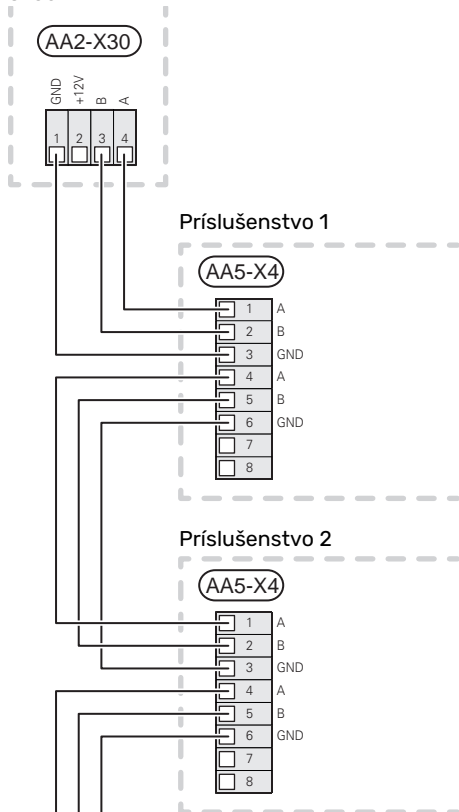 AA2-X30
GND +12V B A
1 2 3 4
Príslušenstvo 1
AA5-X4
1 A
2 B
3 GND
4 A
5 B
6 GND
7
8
Príslušenstvo 2
AA5-X4
1 A
2 B
3 GND
4 A
5 B
6 GND
7
8